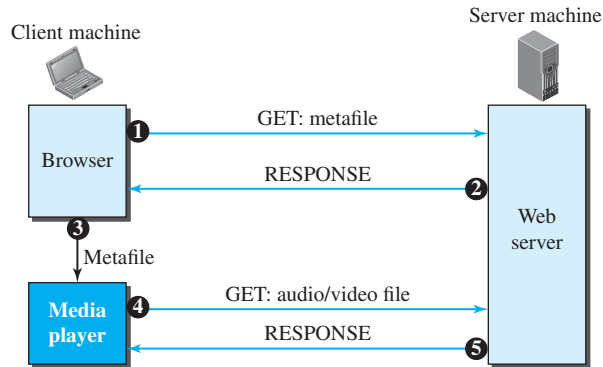 Client machine
Server machine
1
GET: metafile
Browser
RESPONSE
2
3
Web
server
Metafile
4
GET: audio/video file
Media
player
RESPONSE
5